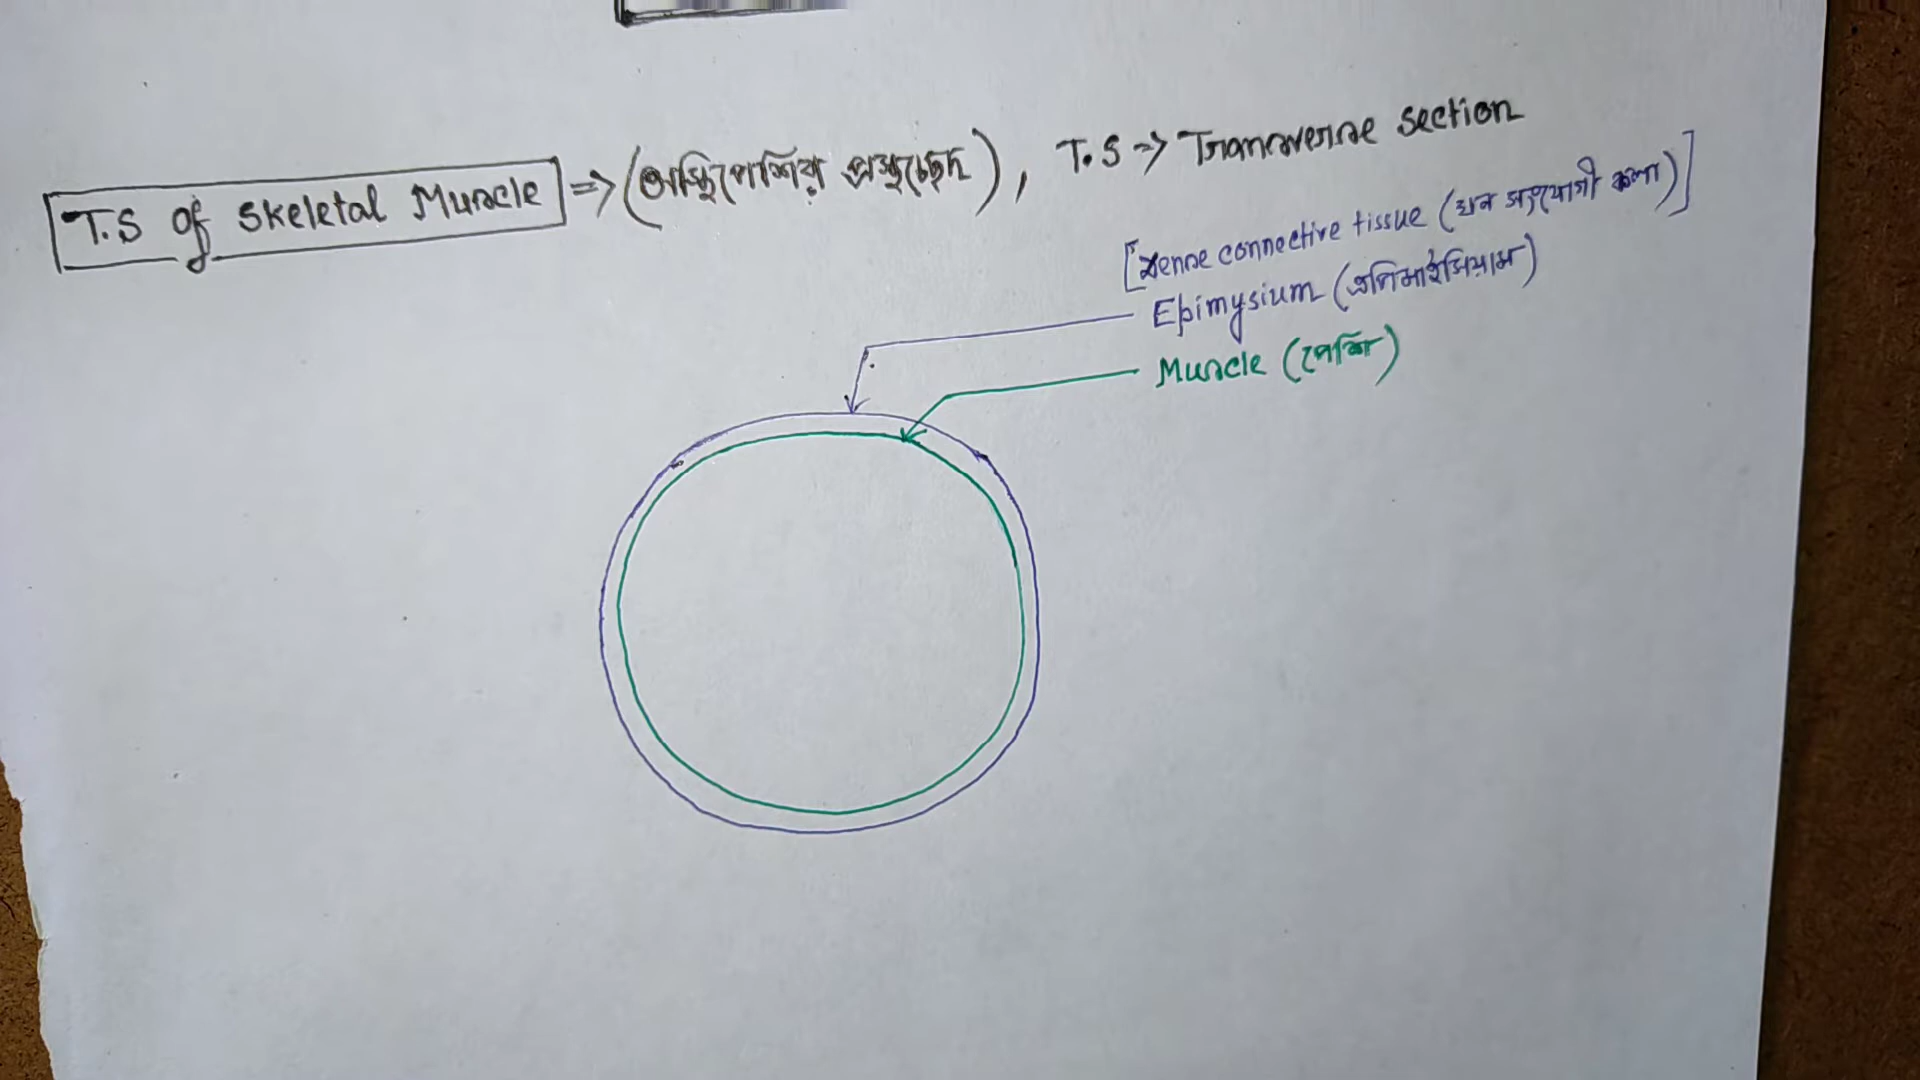 T.S Of Skeletal Muscle => (অস্থিপেশির প্রস্থচ্ছেদ), T.S => Transverse section
[Dense connective tissue (ঘন সংযোগী কলা)]
Epimysium (এপিমাইসিয়াম)
Muscle (পেশি)